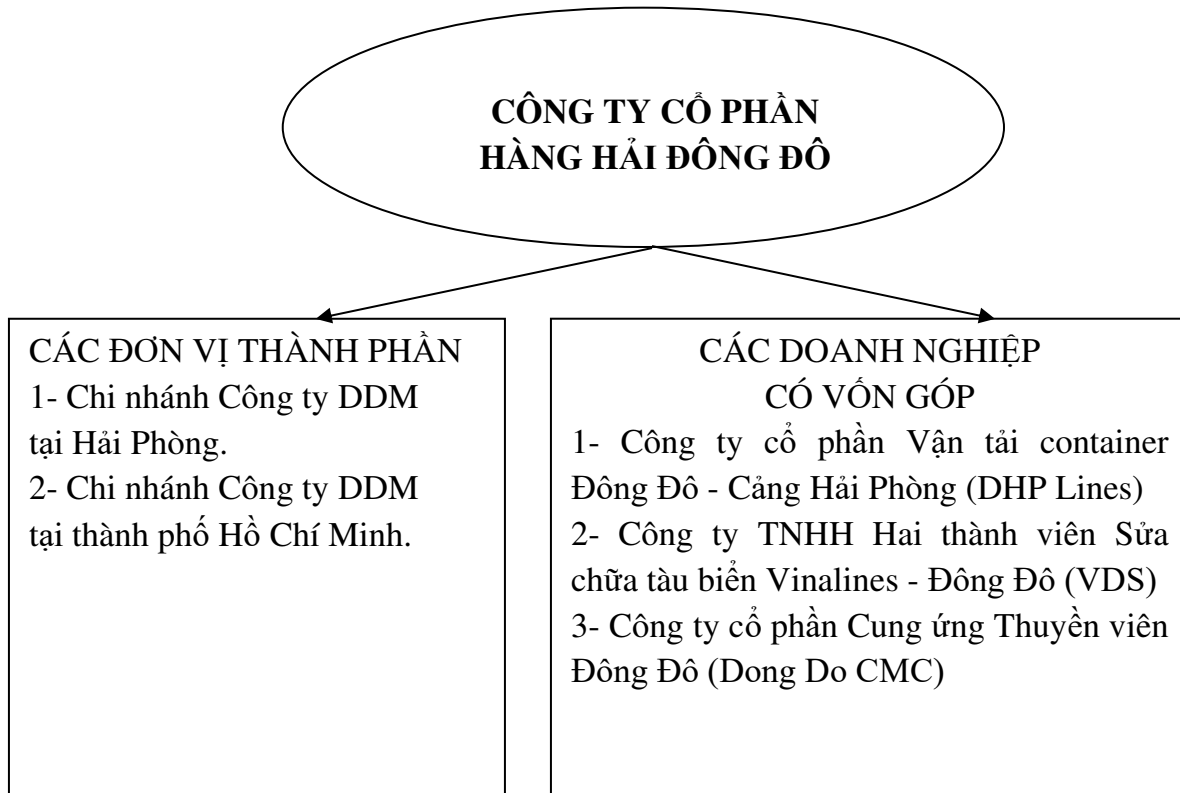 CÔNG TY CỔ PHẦN
HÀNG HẢI ĐÔNG ĐÔ
CÁC ĐƠN VỊ THÀNH PHẦN
1- Chi nhánh Công ty DDM
tại Hải Phòng.
2- Chi nhánh Công ty DDM
tại thành phố Hồ Chí Minh.
CÁC DOANH NGHIỆP
CÓ VỐN GÓP
1- Công ty cổ phần Vận tải container
Đông Đô - Cảng Hải Phòng (DHP Lines)
2- Công ty TNHH Hai thành viên Sửa
chữa tàu biển Vinalines - Đông Đô (VDS)
3- Công ty cổ phần Cung ứng Thuyền viên
Đông Đô (Dong Do CMC)